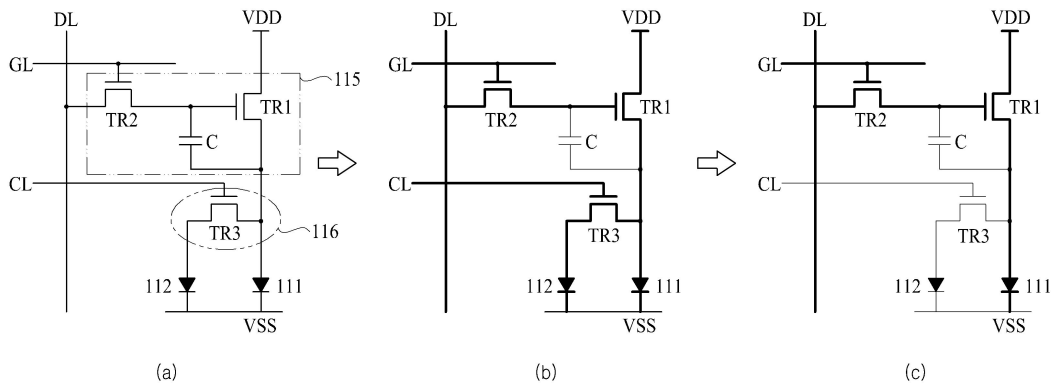 DL VDD
GL
115
TR2 TR1
C
CL
TR3
116
112 111
VSS
(a)
DL VDD
GL
TR2 TR1
C
CL
TR3
112 111
VSS
(b)
DL VDD
GL
TR2 TR1
C
CL
TR3
112 111
VSS
(c)